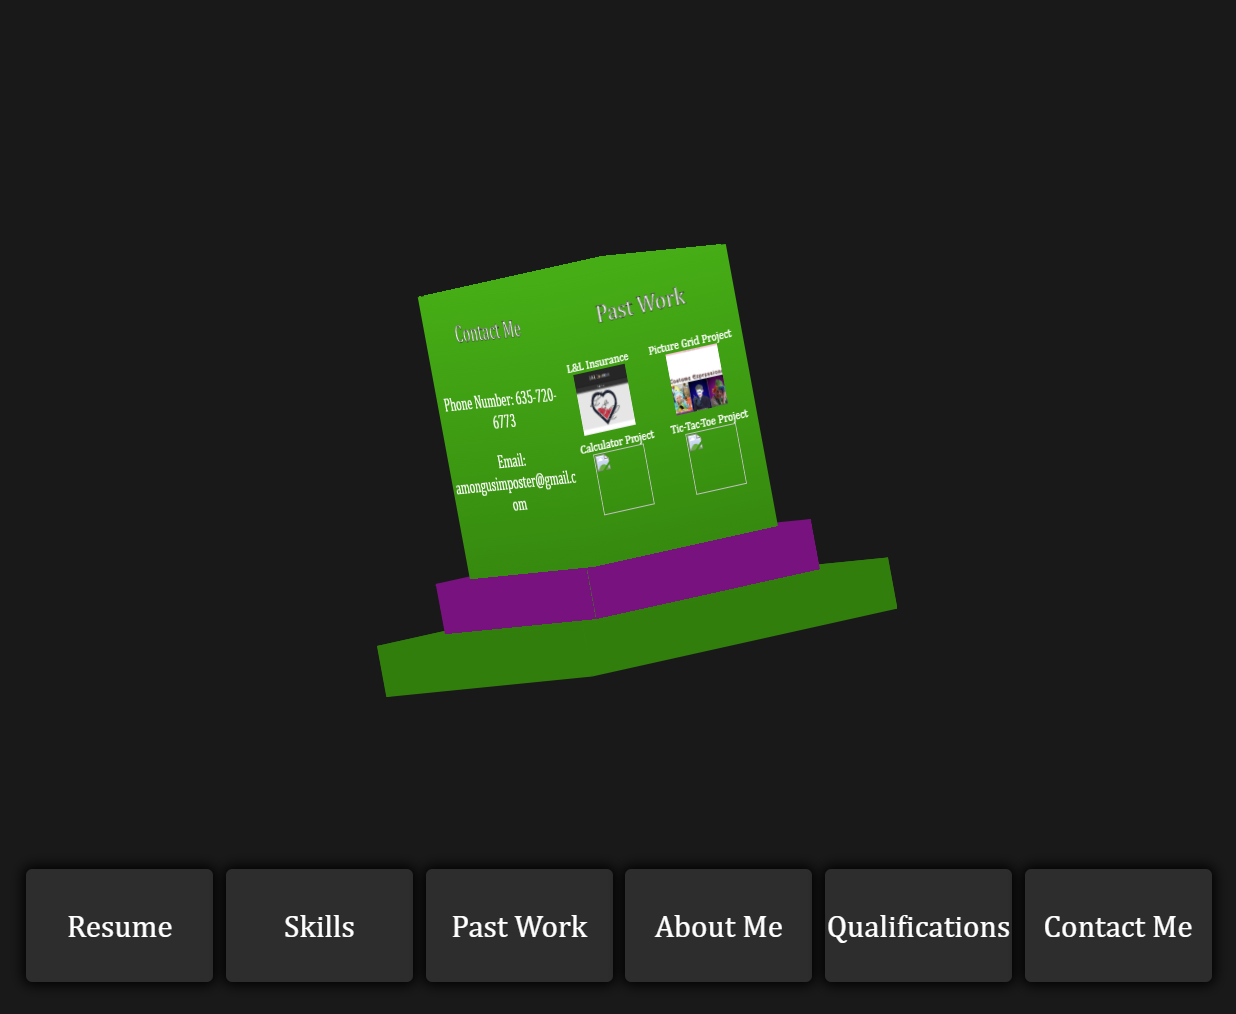 Contact Me
Phone Number: 635-720-
6773
Email:
amongusimposter@gmail.c
om
Past Work
L&L Insurance
Picture Grid Project
Calculator Project
Tic-Tac-Toe Project
Resume
Skills
Past Work
About Me
Qualifications
Contact Me